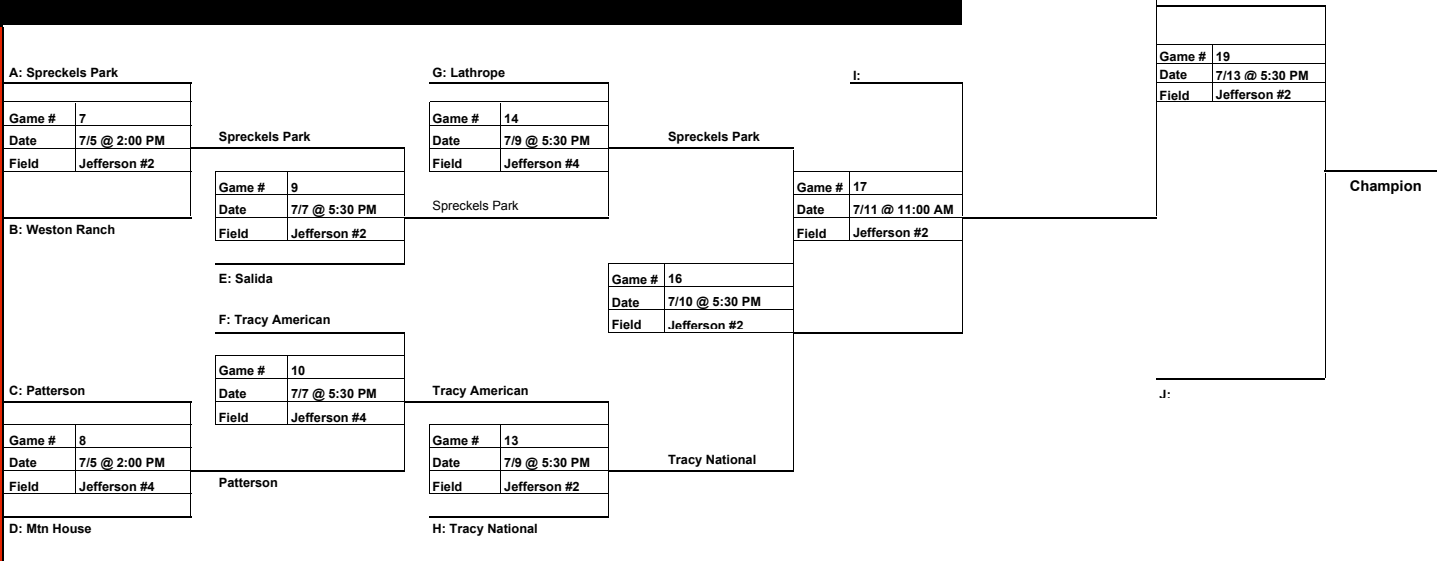 A: Spreckels Park
Game # 7
Date 7/5 @ 2:00 PM
Field Jefferson #2
B: Weston Ranch
C: Patterson
Game # 8
Date 7/5 @ 2:00 PM
Field Jefferson #4
D: Mtn House
Spreckels Park
Game # 9
Date 7/7 @ 5:30 PM
Field Jefferson #2
E: Salida
F: Tracy American
Game # 10
Date 7/7 @ 5:30 PM
Field Jefferson #4
Patterson
G: Lathrope
Game # 14
Date 7/9 @ 5:30 PM
Field Jefferson #4
Spreckels Park
Tracy American
Game # 13
Date 7/9 @ 5:30 PM
Field Jefferson #2
H: Tracy National
Spreckels Park
Game # 16
Date 7/10 @ 5:30 PM
Field Jefferson #2
Tracy National
I:
Game # 17
Date 7/11 @ 11:00 AM
Field Jefferson #2
Game # 19
Date 7/13 @ 5:30 PM
Field Jefferson #2
Champion
J: